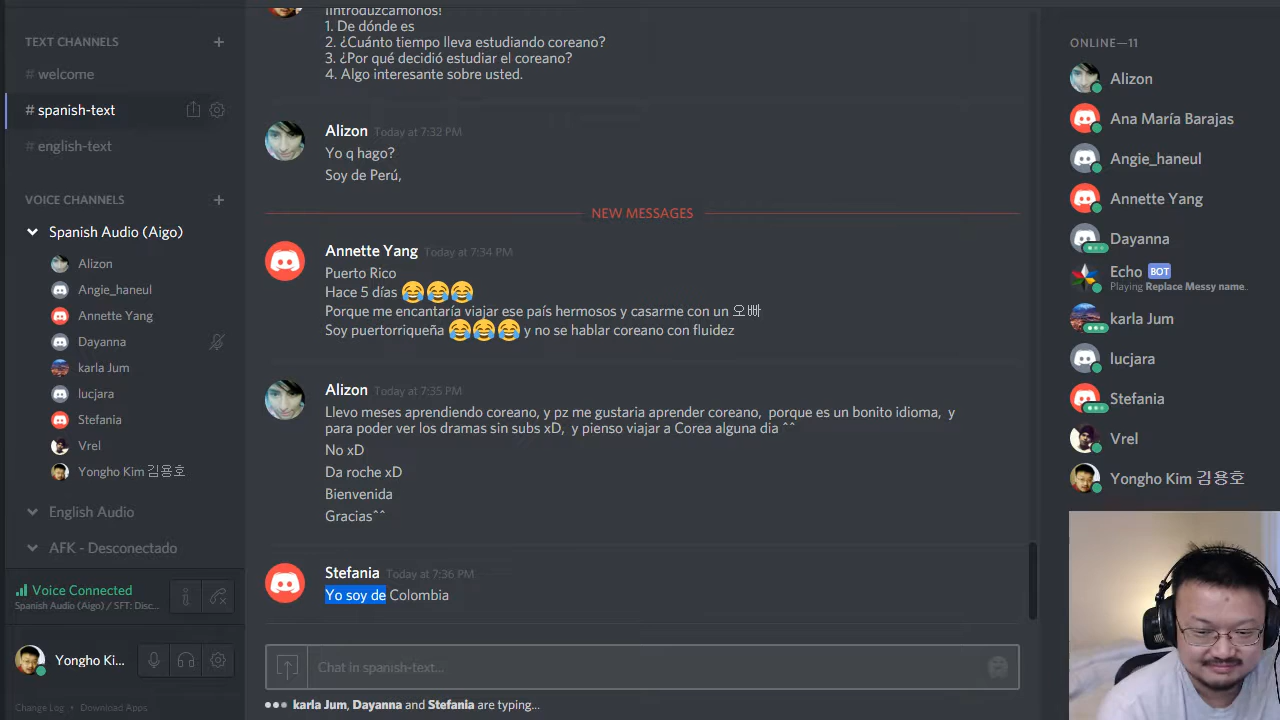 TEXT CHANNELS +
# welcome
# spanish-text
# english-text
VOICE CHANNELS +
Spanish Audio (Aigo)
Alizon
Angie_haneul
Annette Yang
Dayanna
karla Jum
lucjara
Stefania
Vrel
Yongho Kim 김용호
English Audio
AFK - Desconectado
Voice Connected
Spanish Audio (Aigo) / SFT: Disc...
Yongho Ki...
Change Log • Download Apps
¡Introduzcámonos!
1. De dónde es
2. ¿Cuánto tiempo lleva estudiando coreano?
3. ¿Por qué decidió estudiar el coreano?
4. Algo interesante sobre usted.
Alizon Today at 7:32 PM
Yo q hago?
Soy de Perú,
NEW MESSAGES
Annette Yang Today at 7:34 PM
Puerto Rico
Hace 5 días 😂😂😂
Porque me encantaría viajar ese país hermosos y casarme con un 오빠
Soy puertorriqueña 😂😂😂 y no se hablar coreano con fluidez
Alizon Today at 7:35 PM
Llevo meses aprendiendo coreano, y pz me gustaria aprender coreano, porque es un bonito idioma, y
para poder ver los dramas sin subs xD, y pienso viajar a Corea alguna dia ^^
No xD
Da roche xD
Bienvenida
Gracias^^
Stefania Today at 7:36 PM
Yo soy de Colombia
Chat in spanish-text...
karla Jum, Dayanna and Stefania are typing...
ONLINE—11
Alizon
Ana María Barajas
Angie_haneul
Annette Yang
Dayanna
Echo BOT
Playing Replace Messy name..
karla Jum
lucjara
Stefania
Vrel
Yongho Kim 김용호